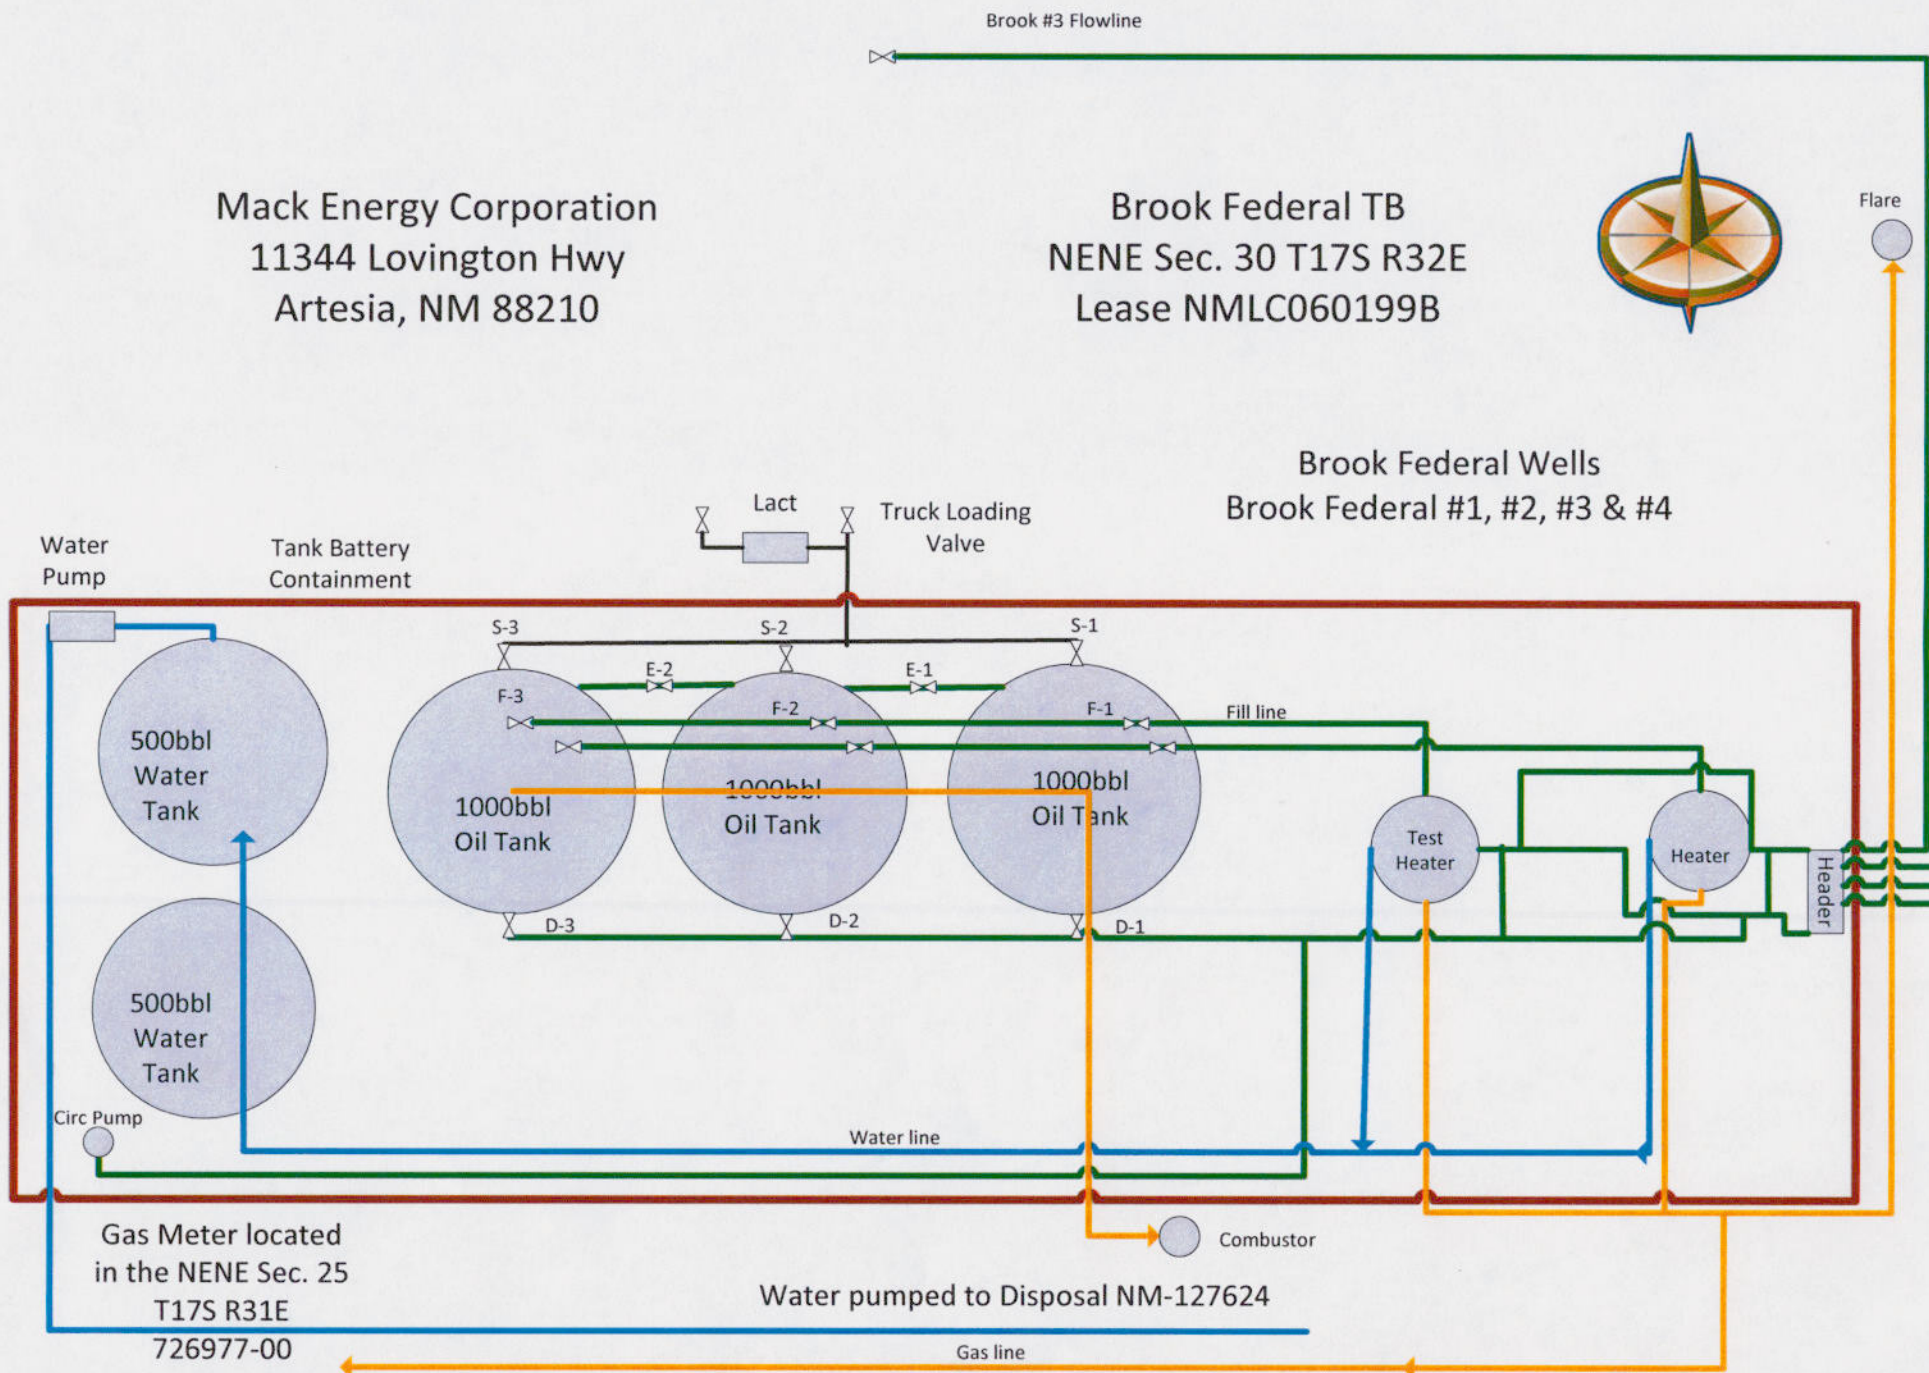 Brook #3 Flowline
Mack Energy Corporation
11344 Lovington Hwy
Artesia, NM 88210
Brook Federal TB
NENE Sec. 30 T17S R32E
Lease NMLC060199B
Flare
Brook Federal Wells
Brook Federal #1, #2, #3 & #4
Lact
Truck Loading
Valve
Water
Pump
Tank Battery
Containment
S-3
S-2
S-1
E-2
E-1
F-3
F-2
F-1
Fill line
500bbl
Water
Tank
1000bbl
Oil Tank
1000bbl
Oil Tank
1000bbl
Oil Tank
Test
Heater
Heater
Header
D-3
D-2
D-1
500bbl
Water
Tank
Circ Pump
Water line
Gas Meter located
in the NENE Sec. 25
T17S R31E
726977-00
Combustor
Water pumped to Disposal NM-127624
Gas line